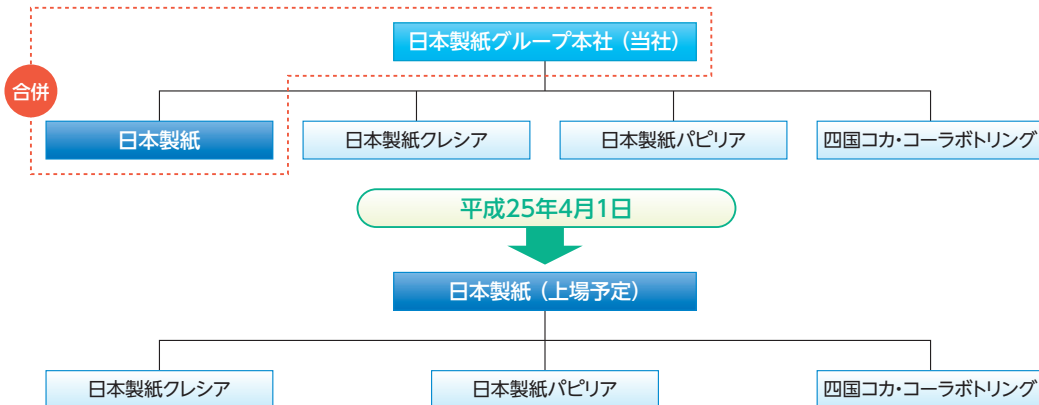 日本製紙グループ本社（当社）
合併
日本製紙
日本製紙クレシア
日本製紙パピリア
四国コカ・コーラボトリング
平成25年4月1日
日本製紙（上場予定）
日本製紙クレシア
日本製紙パピリア
四国コカ・コーラボトリング